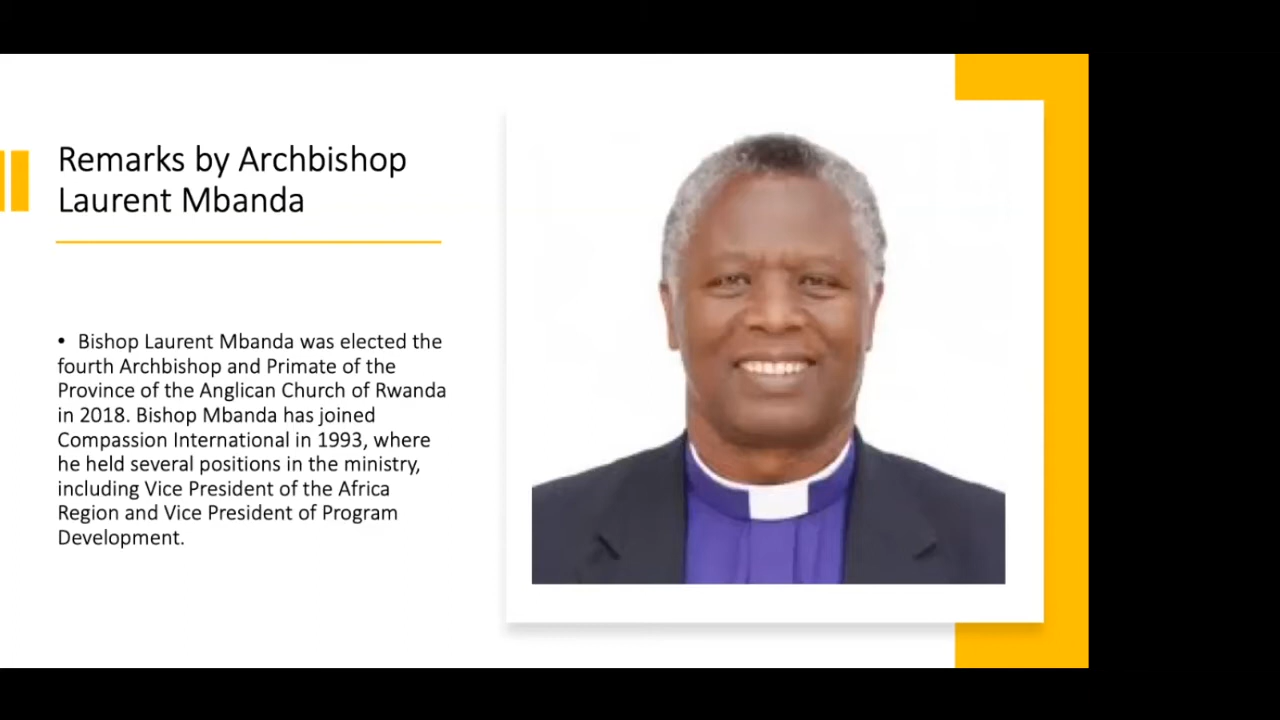 Remarks by Archbishop
Laurent Mbanda
• Bishop Laurent Mbanda was elected the
fourth Archbishop and Primate of the
Province of the Anglican Church of Rwanda
in 2018. Bishop Mbanda has joined
Compassion International in 1993, where
he held several positions in the ministry,
including Vice President of the Africa
Region and Vice President of Program
Development.